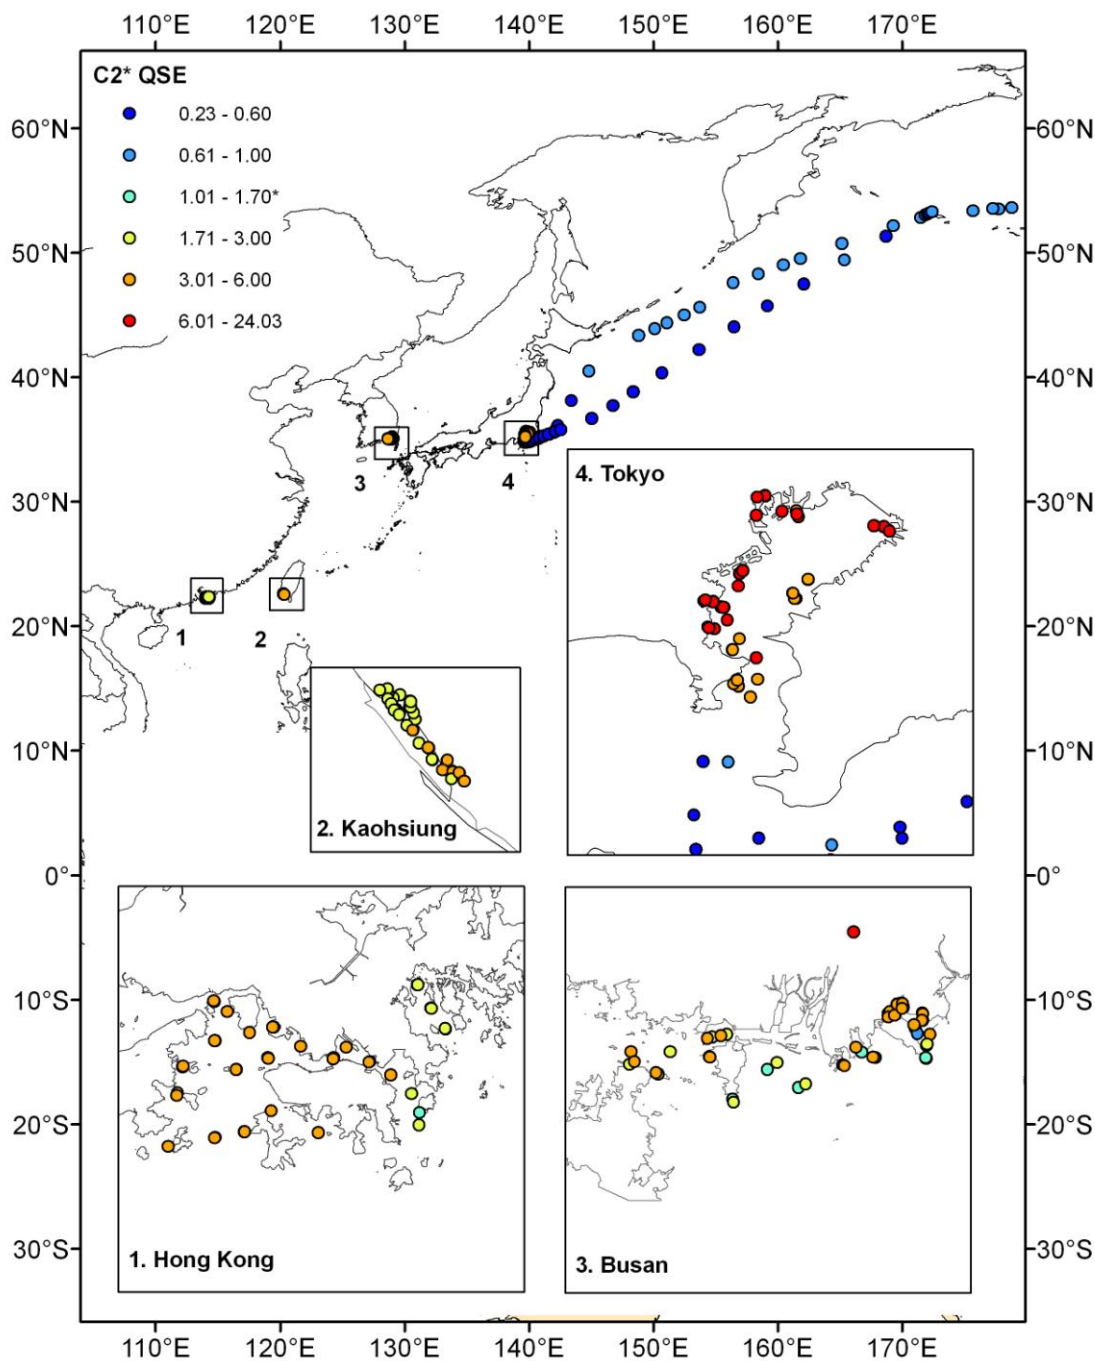 110°E 120°E 130°E 140°E 150°E 160°E 170°E
C2* QSE
0.23 - 0.60
0.61 - 1.00
1.01 - 1.70*
1.71 - 3.00
3.01 - 6.00
6.01 - 24.03
60°N 60°N
50°N 50°N
40°N 40°N
3 4
4. Tokyo
30°N 30°N
1 2
20°N 20°N
10°N 10°N
2. Kaohsiung
0° 0°
10°S 10°S
20°S 20°S
30°S 30°S
1. Hong Kong
3. Busan
110°E 120°E 130°E 140°E 150°E 160°E 170°E